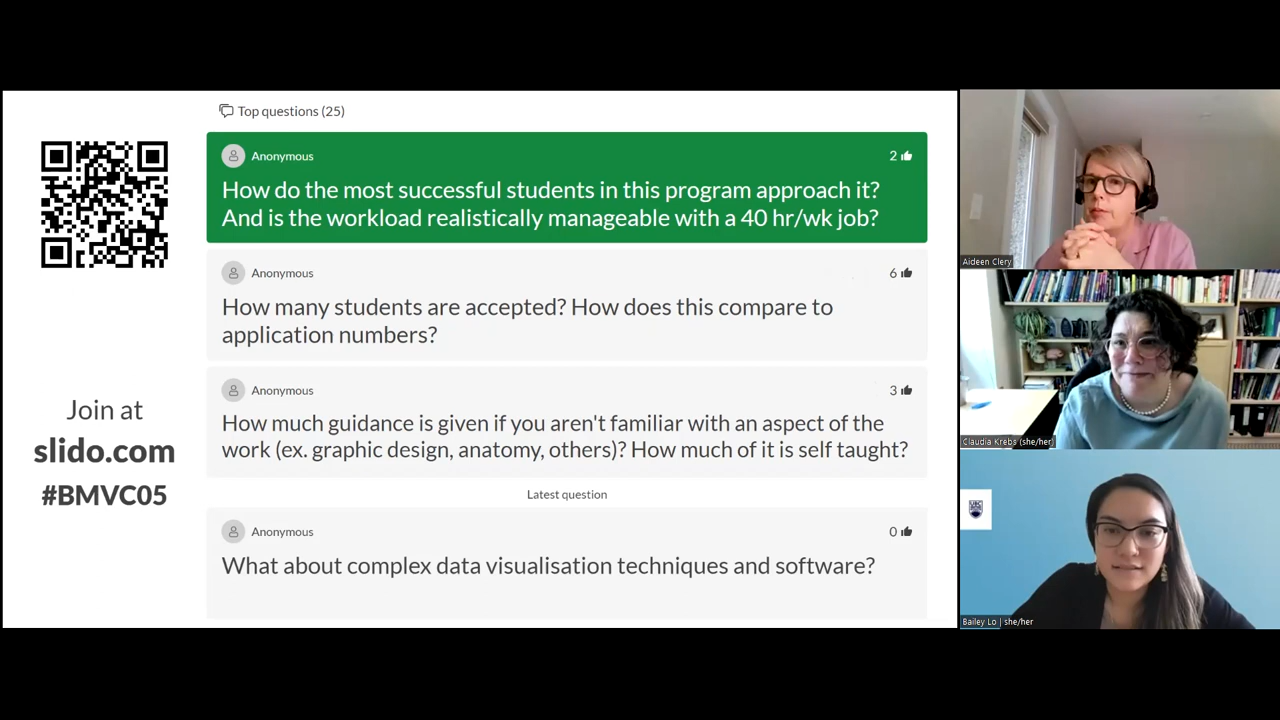 Top questions (25)
Anonymous
2
How do the most successful students in this program approach it?
And is the workload realistically manageable with a 40 hr/wk job?
Anonymous
6
How many students are accepted? How does this compare to
application numbers?
Anonymous
3
How much guidance is given if you aren't familiar with an aspect of the
work (ex. graphic design, anatomy, others)? How much of it is self taught?
Latest question
Anonymous
0
What about complex data visualisation techniques and software?
Join at
slido.com
#BMVC05
Aideen Clery
Claudia Krebs (she/her)
UBC
Bailey Lo | she/her